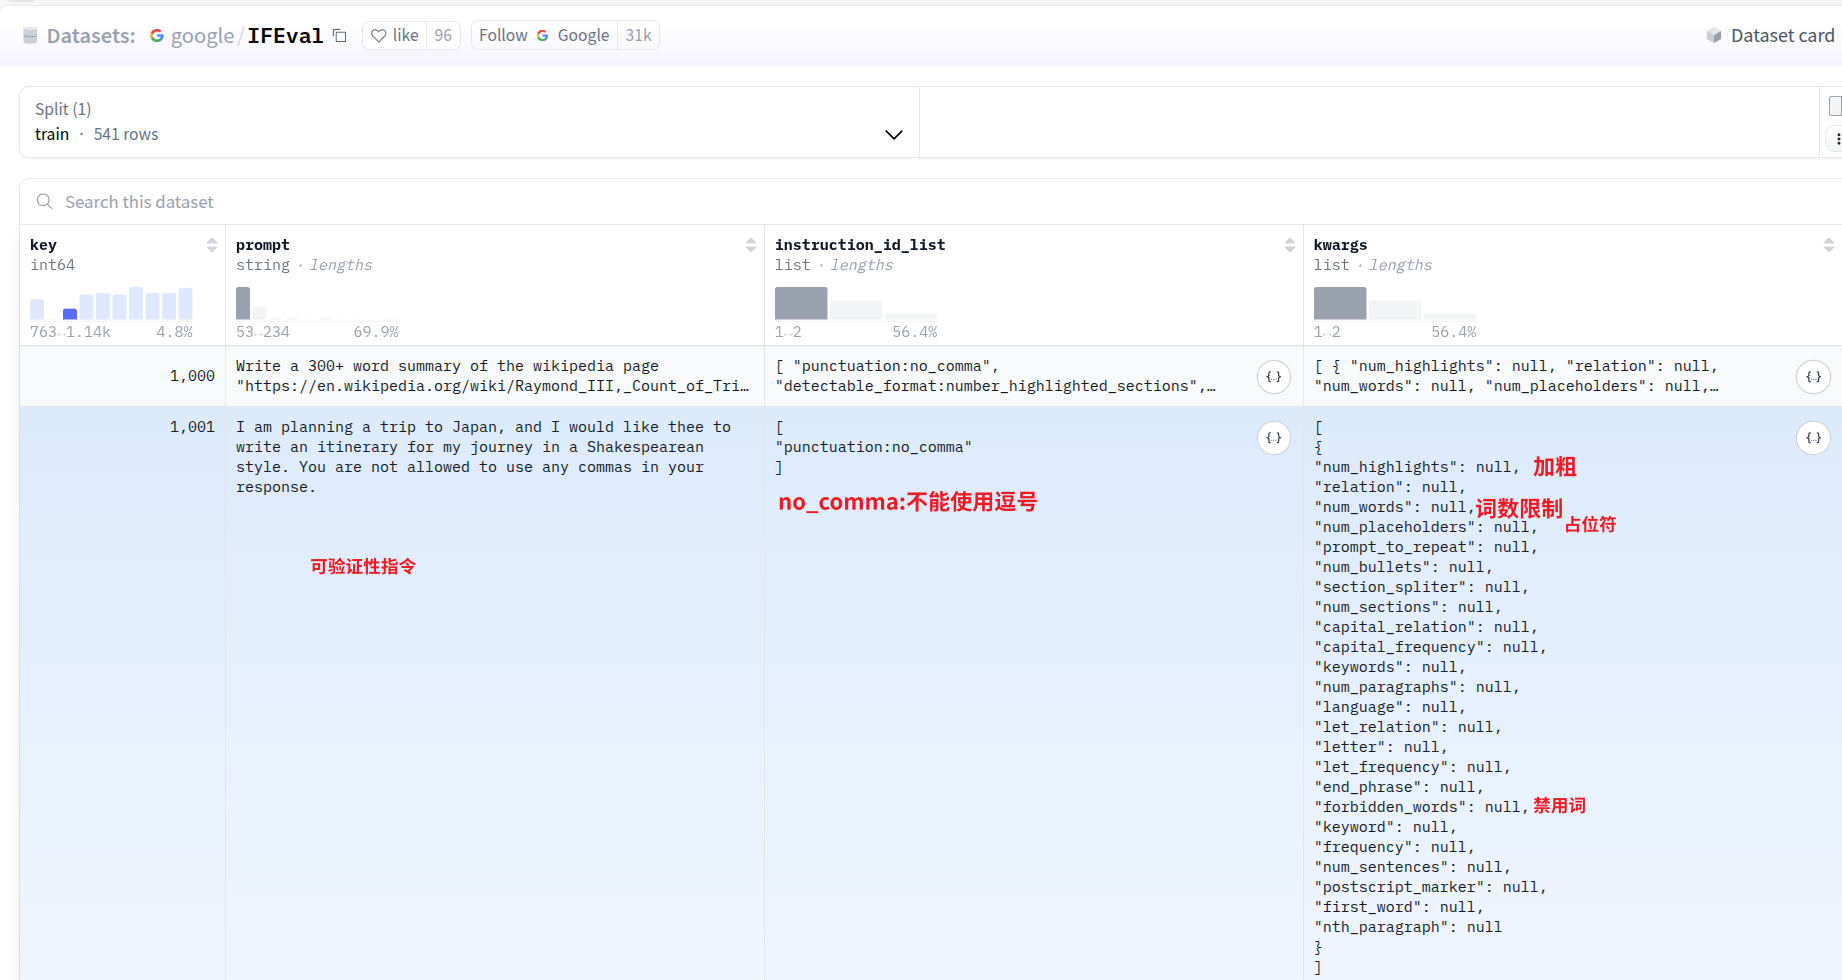 Datasets: google/IFEval like 96 Follow Google 31k Dataset card
Split (1)
train · 541 rows
Search this dataset
key prompt instruction_id_list kwargs
int64 string · lengths list · lengths list · lengths
763↔1.14k 4.8% 53↔234 69.9% 1↔2 56.4% 1↔2 56.4%
1,000
Write a 300+ word summary of the wikipedia page
"https://en.wikipedia.org/wiki/Raymond_III,_Count_of_Tri…
[ "punctuation:no_comma",
"detectable_format:number_highlighted_sections",…
{..}
[ { "num_highlights": null, "relation": null,
"num_words": null, "num_placeholders": null,…
{..}
1,001
I am planning a trip to Japan, and I would like thee to
write an itinerary for my journey in a Shakespearean
style. You are not allowed to use any commas in your
response.
可验证性指令
[
"punctuation:no_comma"
]
{..}
no_comma:不能使用逗号
[
{
{..}
"num_highlights": null, 加粗
"relation": null,
"num_words": null, 词数限制
"num_placeholders": null, 占位符
"prompt_to_repeat": null,
"num_bullets": null,
"section_spliter": null,
"num_sections": null,
"capital_relation": null,
"capital_frequency": null,
"keywords": null,
"num_paragraphs": null,
"language": null,
"let_relation": null,
"letter": null,
"let_frequency": null,
"end_phrase": null,
"forbidden_words": null, 禁用词
"keyword": null,
"frequency": null,
"num_sentences": null,
"postscript_marker": null,
"first_word": null,
"nth_paragraph": null
}
]